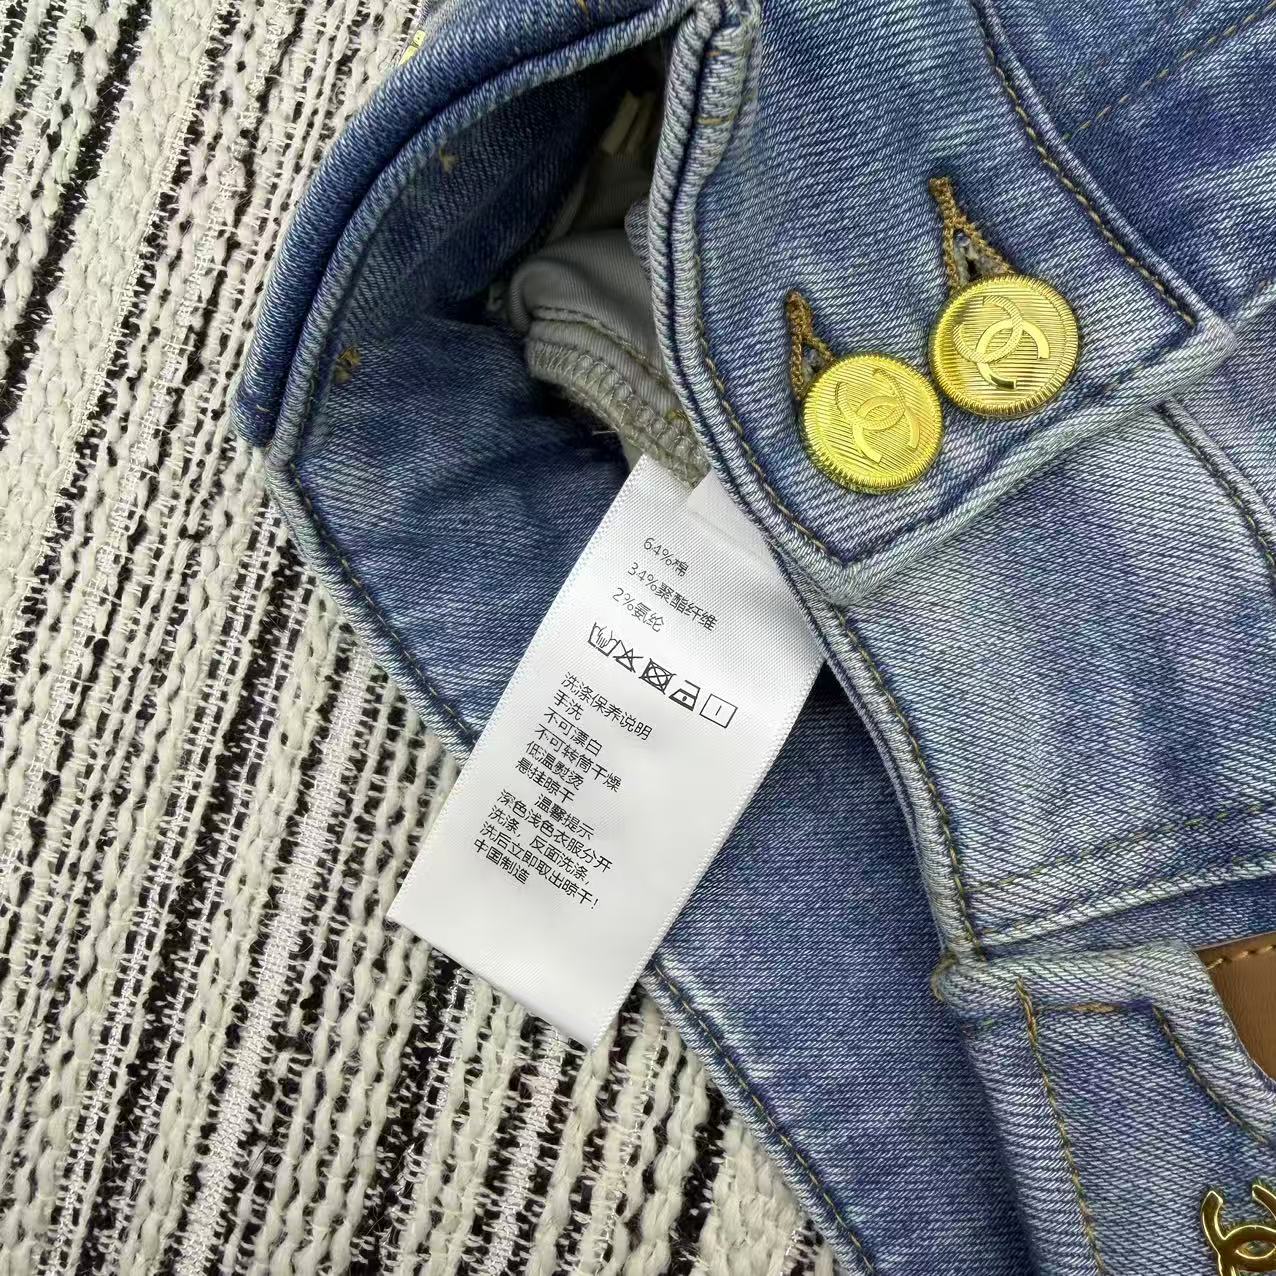 64%棉
34%聚酯纤维
2%氨纶
洗涤保养说明
手洗
不可漂白
不可转筒干燥
低温熨烫
悬挂晾干
温馨提示
深色浅色衣服分开
洗涤，反面洗涤
洗后立即取出晾干！
中国制造